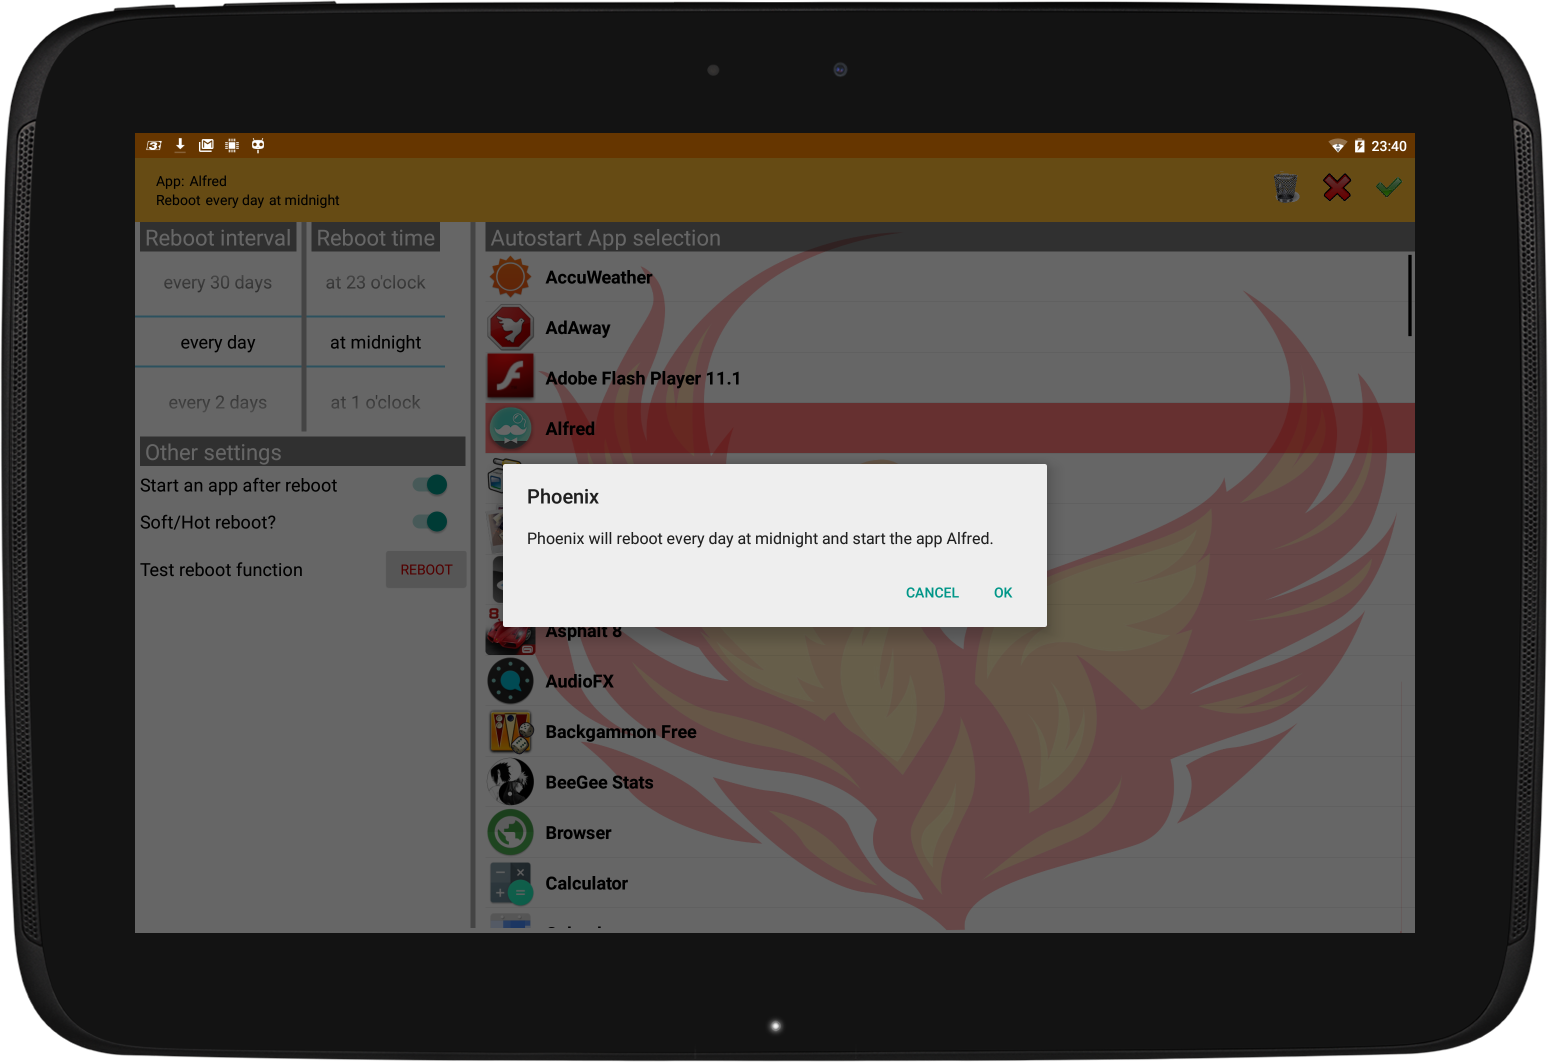 23:40
App: Alfred
Reboot every day at midnight
Reboot interval
Reboot time
every 30 days
at 23 o'clock
every day
at midnight
every 2 days
at 1 o'clock
Other settings
Start an app after reboot
Soft/Hot reboot?
Test reboot function
REBOOT
Autostart App selection
AccuWeather
AdAway
Adobe Flash Player 11.1
Alfred
Phoenix
Phoenix will reboot every day at midnight and start the app Alfred.
CANCEL
OK
8
Asphalt 8
AudioFX
Backgammon Free
BeeGee Stats
Browser
Calculator